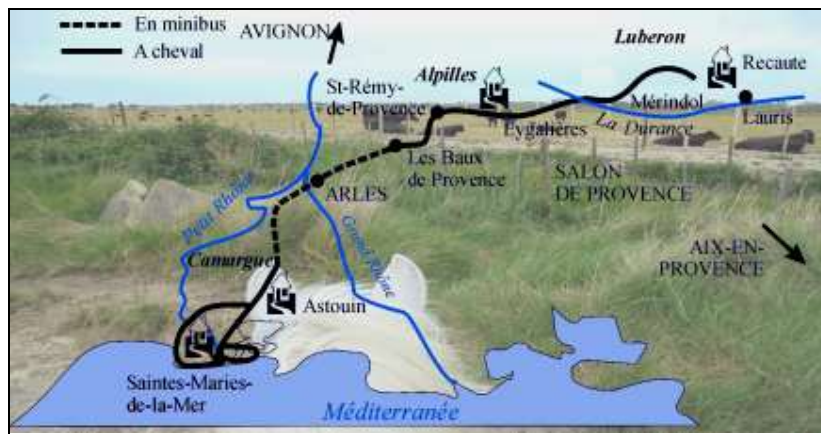 En minibus
A cheval
AVIGNON
Luberon
Recaute
Alpilles
St-Rémy-
de-Provence
Mérindol
Lauris
Eygalières
La Durance
Les Baux
de Provence
SALON
DE PROVENCE
ARLES
Petit Rhône
Grand Rhône
AIX-EN-
PROVENCE
Camargue
Astouin
Saintes-Maries-
de-la-Mer
Méditerranée